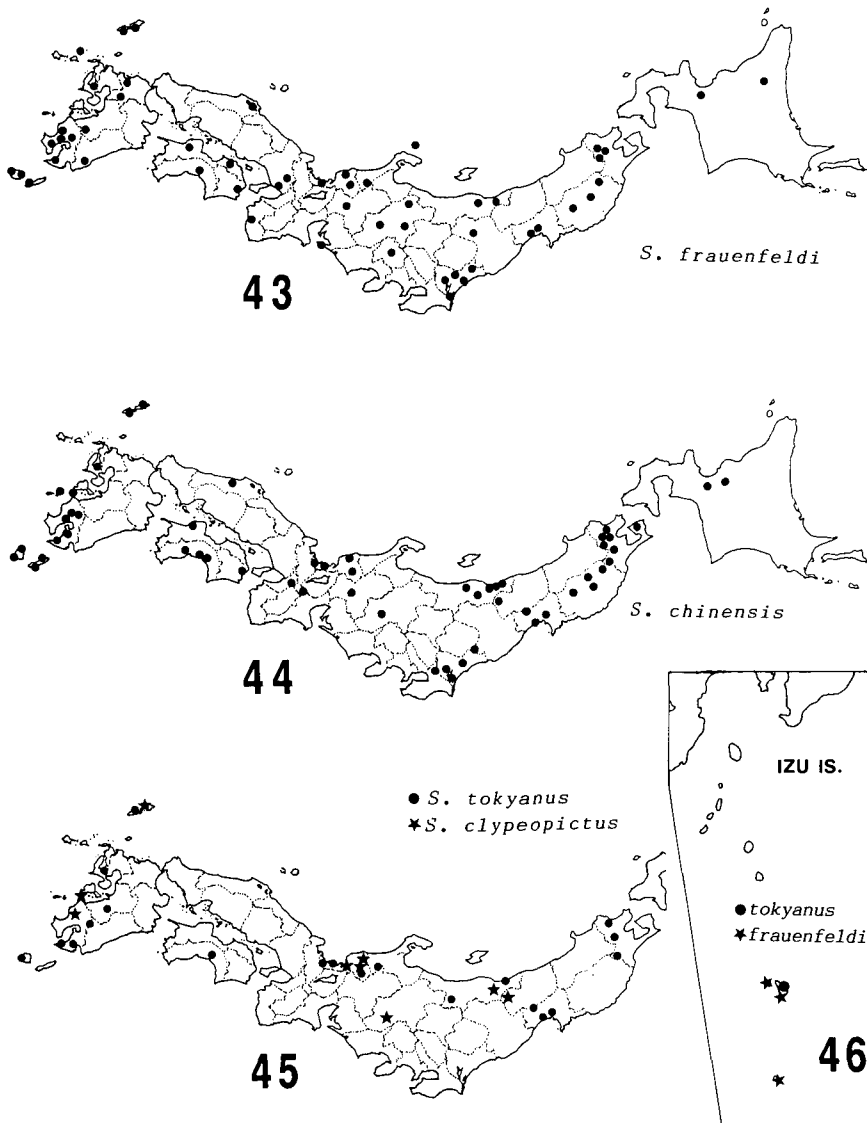 S. frauenfeldi
43
S. chinensis
44
IZU IS.
● S. tokyanus
★ S. clypeopictus
● tokyanus
★ frauenfeldi
45
46